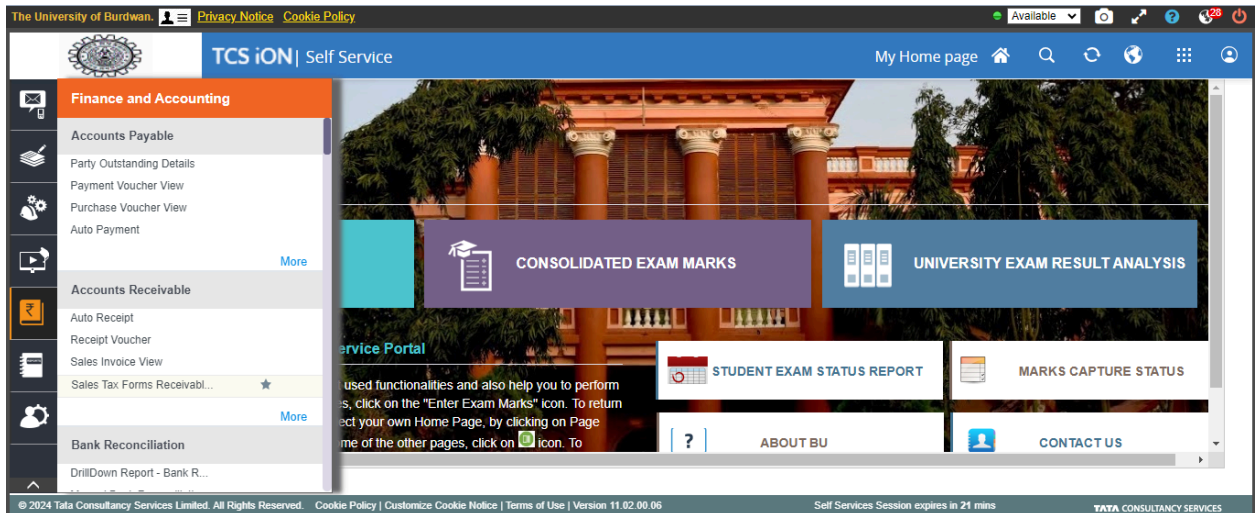 The University of Burdwan. Privacy Notice Cookie Policy
Available
28
TCS iON| Self Service
My Home page
Finance and Accounting
Accounts Payable
Party Outstanding Details
Payment Voucher View
Purchase Voucher View
Auto Payment
More
Accounts Receivable
Auto Receipt
Receipt Voucher
Sales Invoice View
Sales Tax Forms Receivabl...
More
Bank Reconciliation
DrillDown Report - Bank R...
CONSOLIDATED EXAM MARKS
UNIVERSITY EXAM RESULT ANALYSIS
ervice Portal
used functionalities and also help you to perform
es, click on the "Enter Exam Marks" icon. To return
ect your own Home Page, by clicking on Page
me of the other pages, click on icon. To
STUDENT EXAM STATUS REPORT
MARKS CAPTURE STATUS
ABOUT BU
CONTACT US
© 2024 Tata Consultancy Services Limited. All Rights Reserved. Cookie Policy | Customize Cookie Notice | Terms of Use | Version 11.02.00.06
Self Services Session expires in 21 mins
TATA CONSULTANCY SERVICES